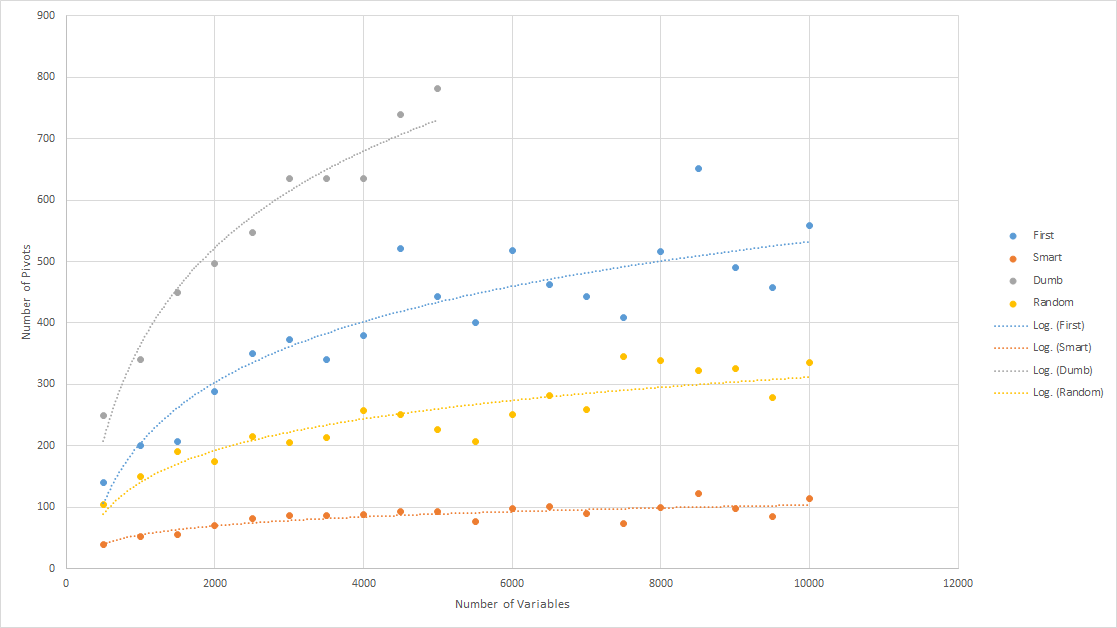 900
800
700
600
500
400
300
200
100
0
Number of Pivots
0 2000 4000 6000 8000 10000 12000
Number of Variables
First
Smart
Dumb
Random
Log. (First)
Log. (Smart)
Log. (Dumb)
Log. (Random)